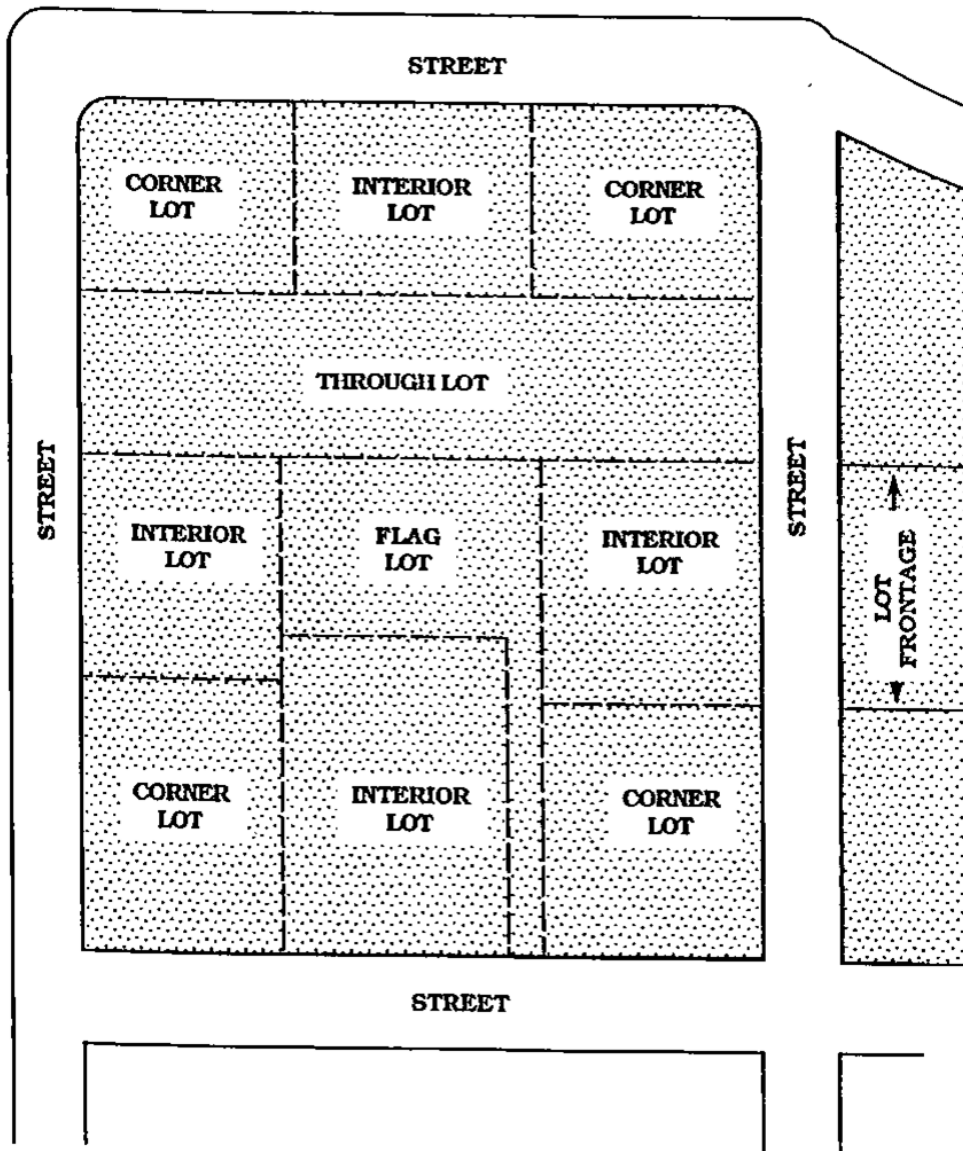 STREET
CORNER
LOT
INTERIOR
LOT
CORNER
LOT
THROUGH LOT
STREET
STREET
INTERIOR
LOT
FLAG
LOT
INTERIOR
LOT
LOT
FRONTAGE
CORNER
LOT
INTERIOR
LOT
CORNER
LOT
STREET